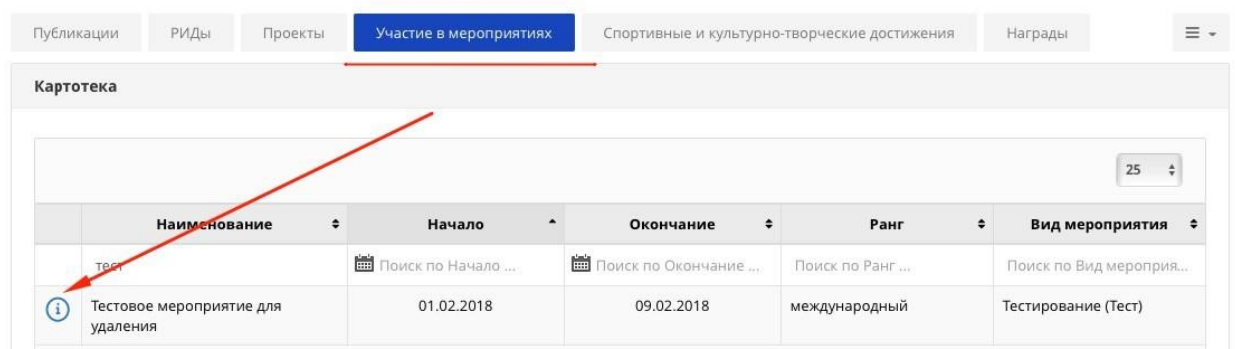 Публикации РИДы Проекты Участие в мероприятиях Спортивные и культурно-творческие достижения Награды
Картотека
25
Наименование Начало Окончание Ранг Вид мероприятия
тест Поиск по Начало ... Поиск по Окончание ... Поиск по Ранг ... Поиск по Вид мероприя...
Тестовое мероприятие для 01.02.2018 09.02.2018 международный Тестирование (Тест)
удаления